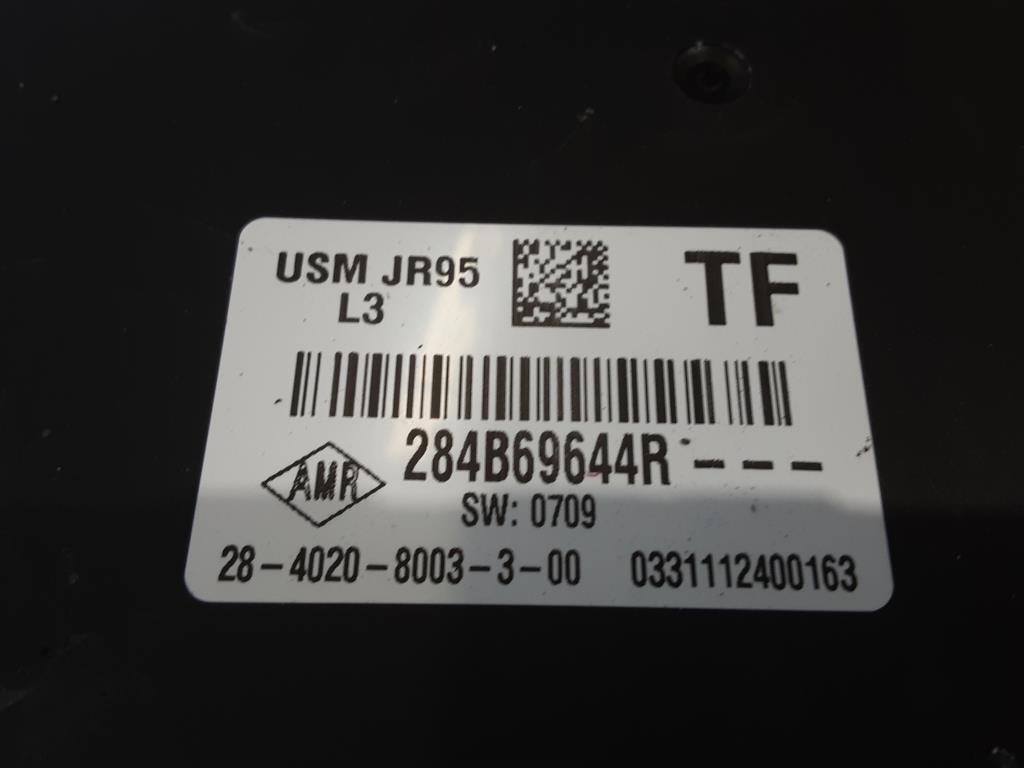 USM JR95
L3
TF
284B69644R - - -
AMR
SW: 0709
28-4020-8003-3-00 0331112400163